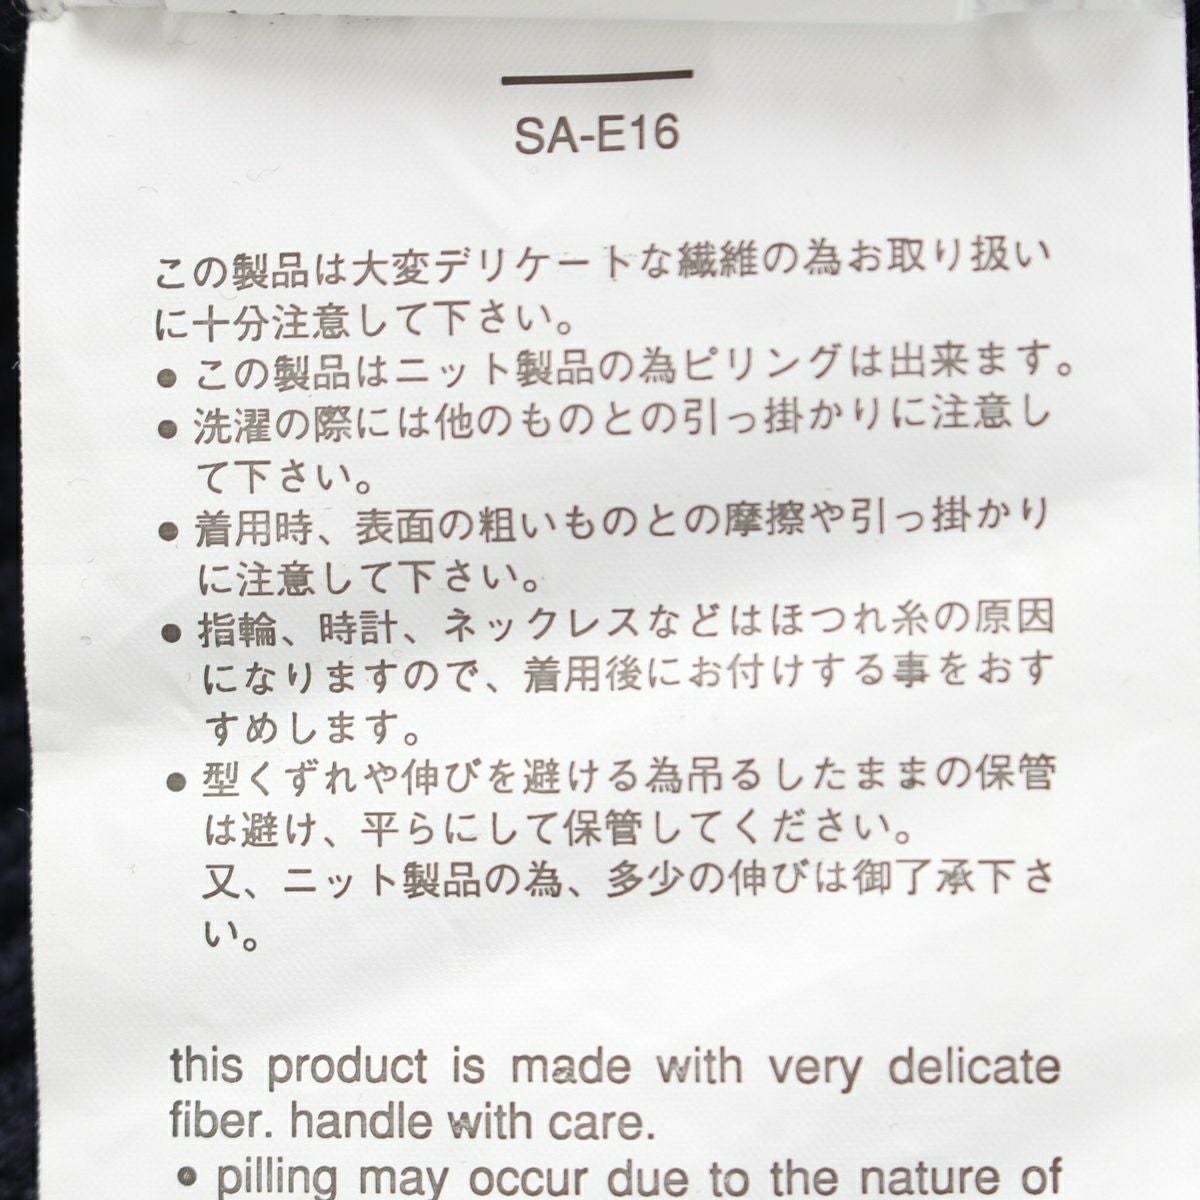 SA-E16
この製品は大変デリケートな繊維の為お取り扱い
に十分注意して下さい。
● この製品はニット製品の為ピリングは出来ます。
● 洗濯の際には他のものとの引っ掛かりに注意し
て下さい。
● 着用時、表面の粗いものとの摩擦や引っ掛かり
に注意して下さい。
● 指輪、時計、ネックレスなどはほつれ糸の原因
になりますので、着用後にお付けする事をおす
すめします。
● 型くずれや伸びを避ける為吊るしたままの保管
は避け、平らにして保管してください。
又、ニット製品の為、多少の伸びは御了承下さ
い。
this product is made with very delicate
fiber. handle with care.
● pilling may occur due to the nature of